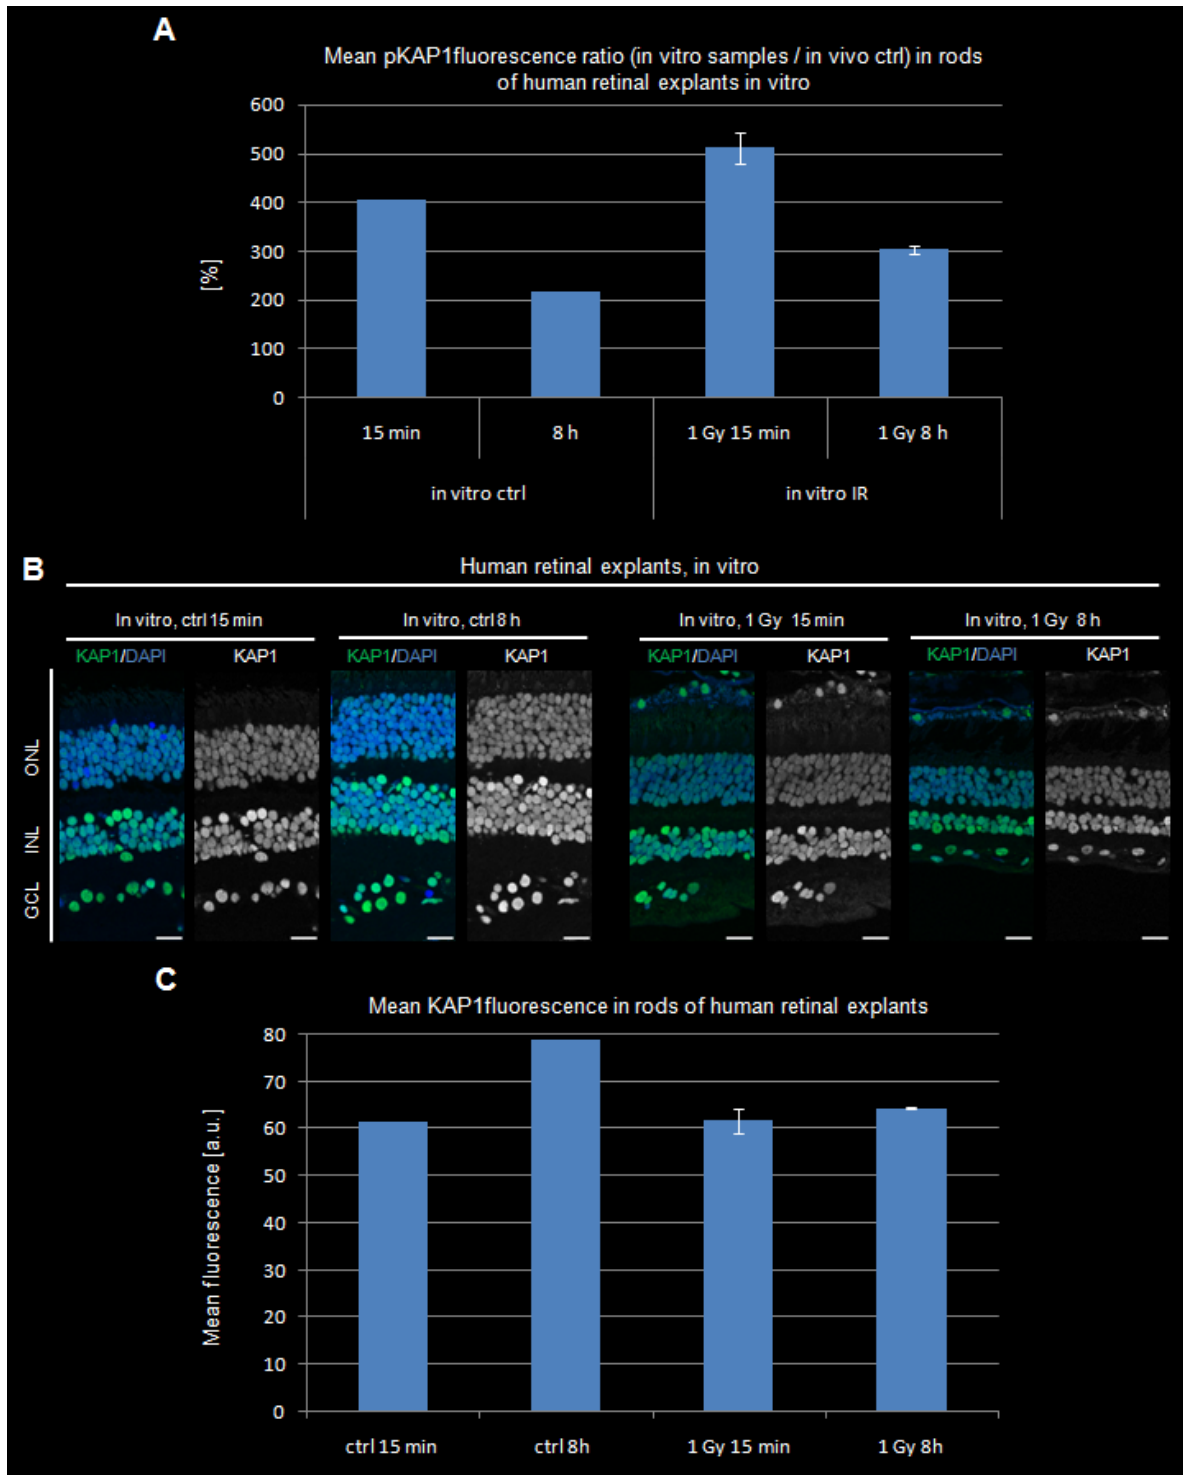 A
Mean pKAP1fluorescence ratio (in vitro samples / in vivo ctrl) in rods
of human retinal explants in vitro
600
500
400
300
200
100
0
[%]
15 min 8 h 1 Gy 15 min 1 Gy 8 h
in vitro ctrl in vitro IR
B
Human retinal explants, in vitro
In vitro, ctrl 15 min In vitro, ctrl 8 h In vitro, 1 Gy 15 min In vitro, 1 Gy 8 h
KAP1/DAPI KAP1 KAP1/DAPI KAP1 KAP1/DAPI KAP1 KAP1/DAPI KAP1
ONL
INL
GCL
C
Mean KAP1fluorescence in rods of human retinal explants
80
70
60
50
40
30
20
10
0
Mean fluorescence [a.u.]
ctrl 15 min ctrl 8h 1 Gy 15 min 1 Gy 8h